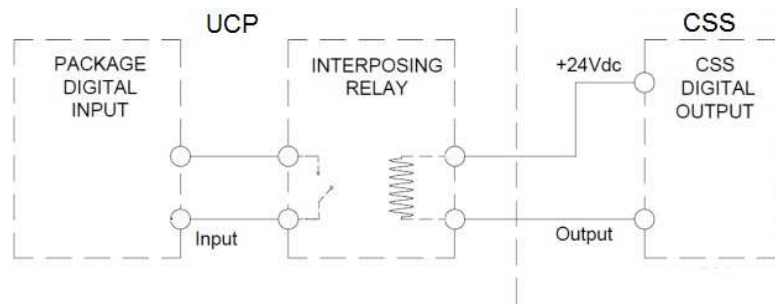 UCP
CSS
PACKAGE
DIGITAL
INPUT
INTERPOSING
RELAY
+24Vdc
CSS
DIGITAL
OUTPUT
Input
Output